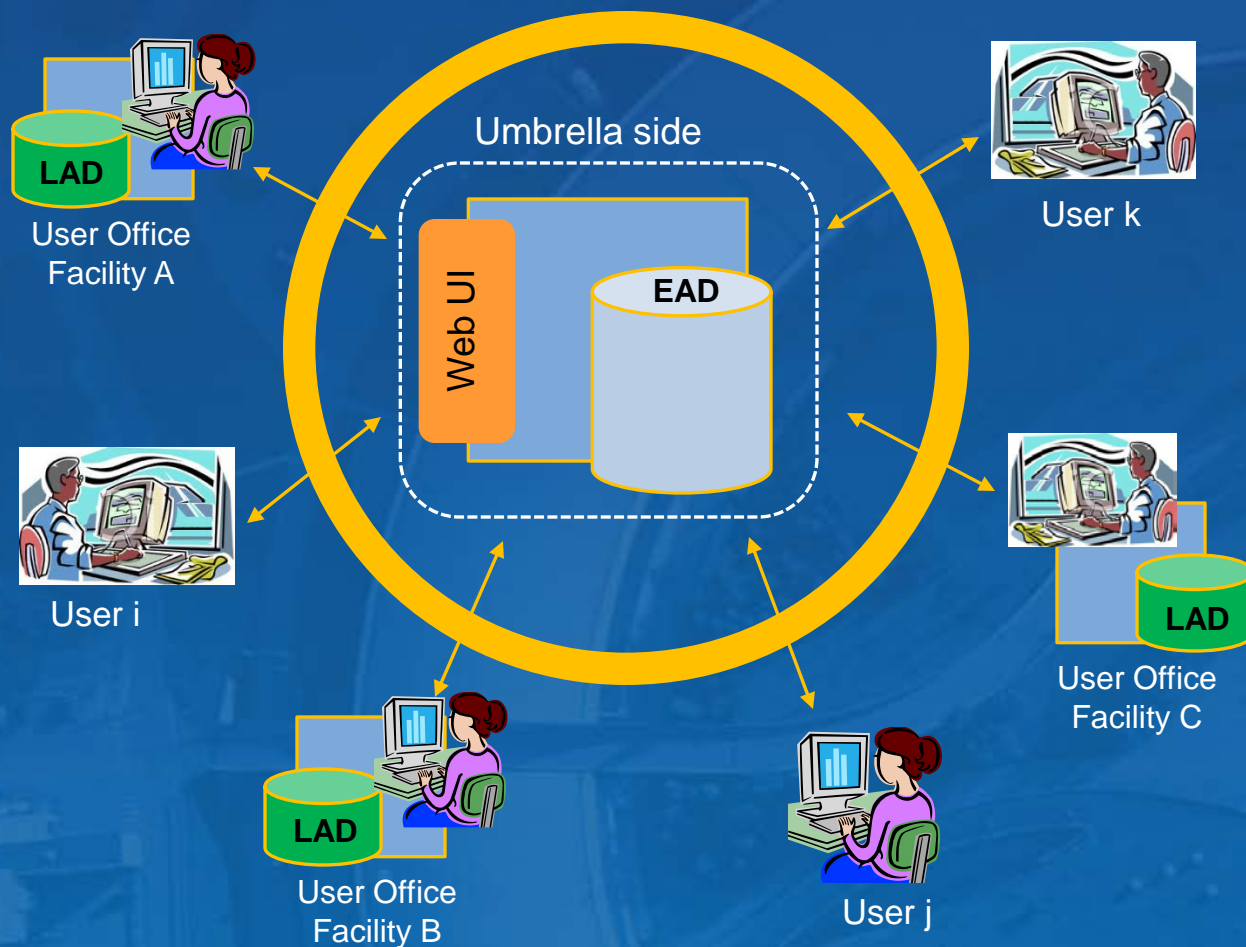 Umbrella side
LAD
User Office
Facility A
User k
Web UI
EAD
User i
LAD
User Office
Facility C
LAD
User Office
Facility B
User j